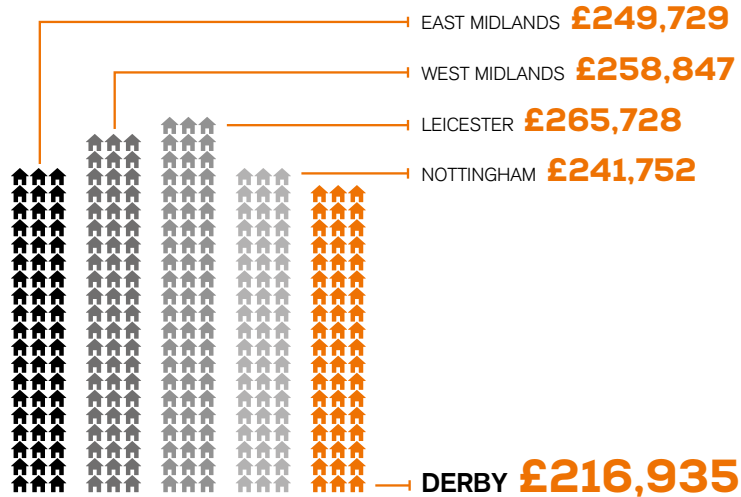 EAST MIDLANDS £249,729
WEST MIDLANDS £258,847
LEICESTER £265,728
NOTTINGHAM £241,752
DERBY £216,935